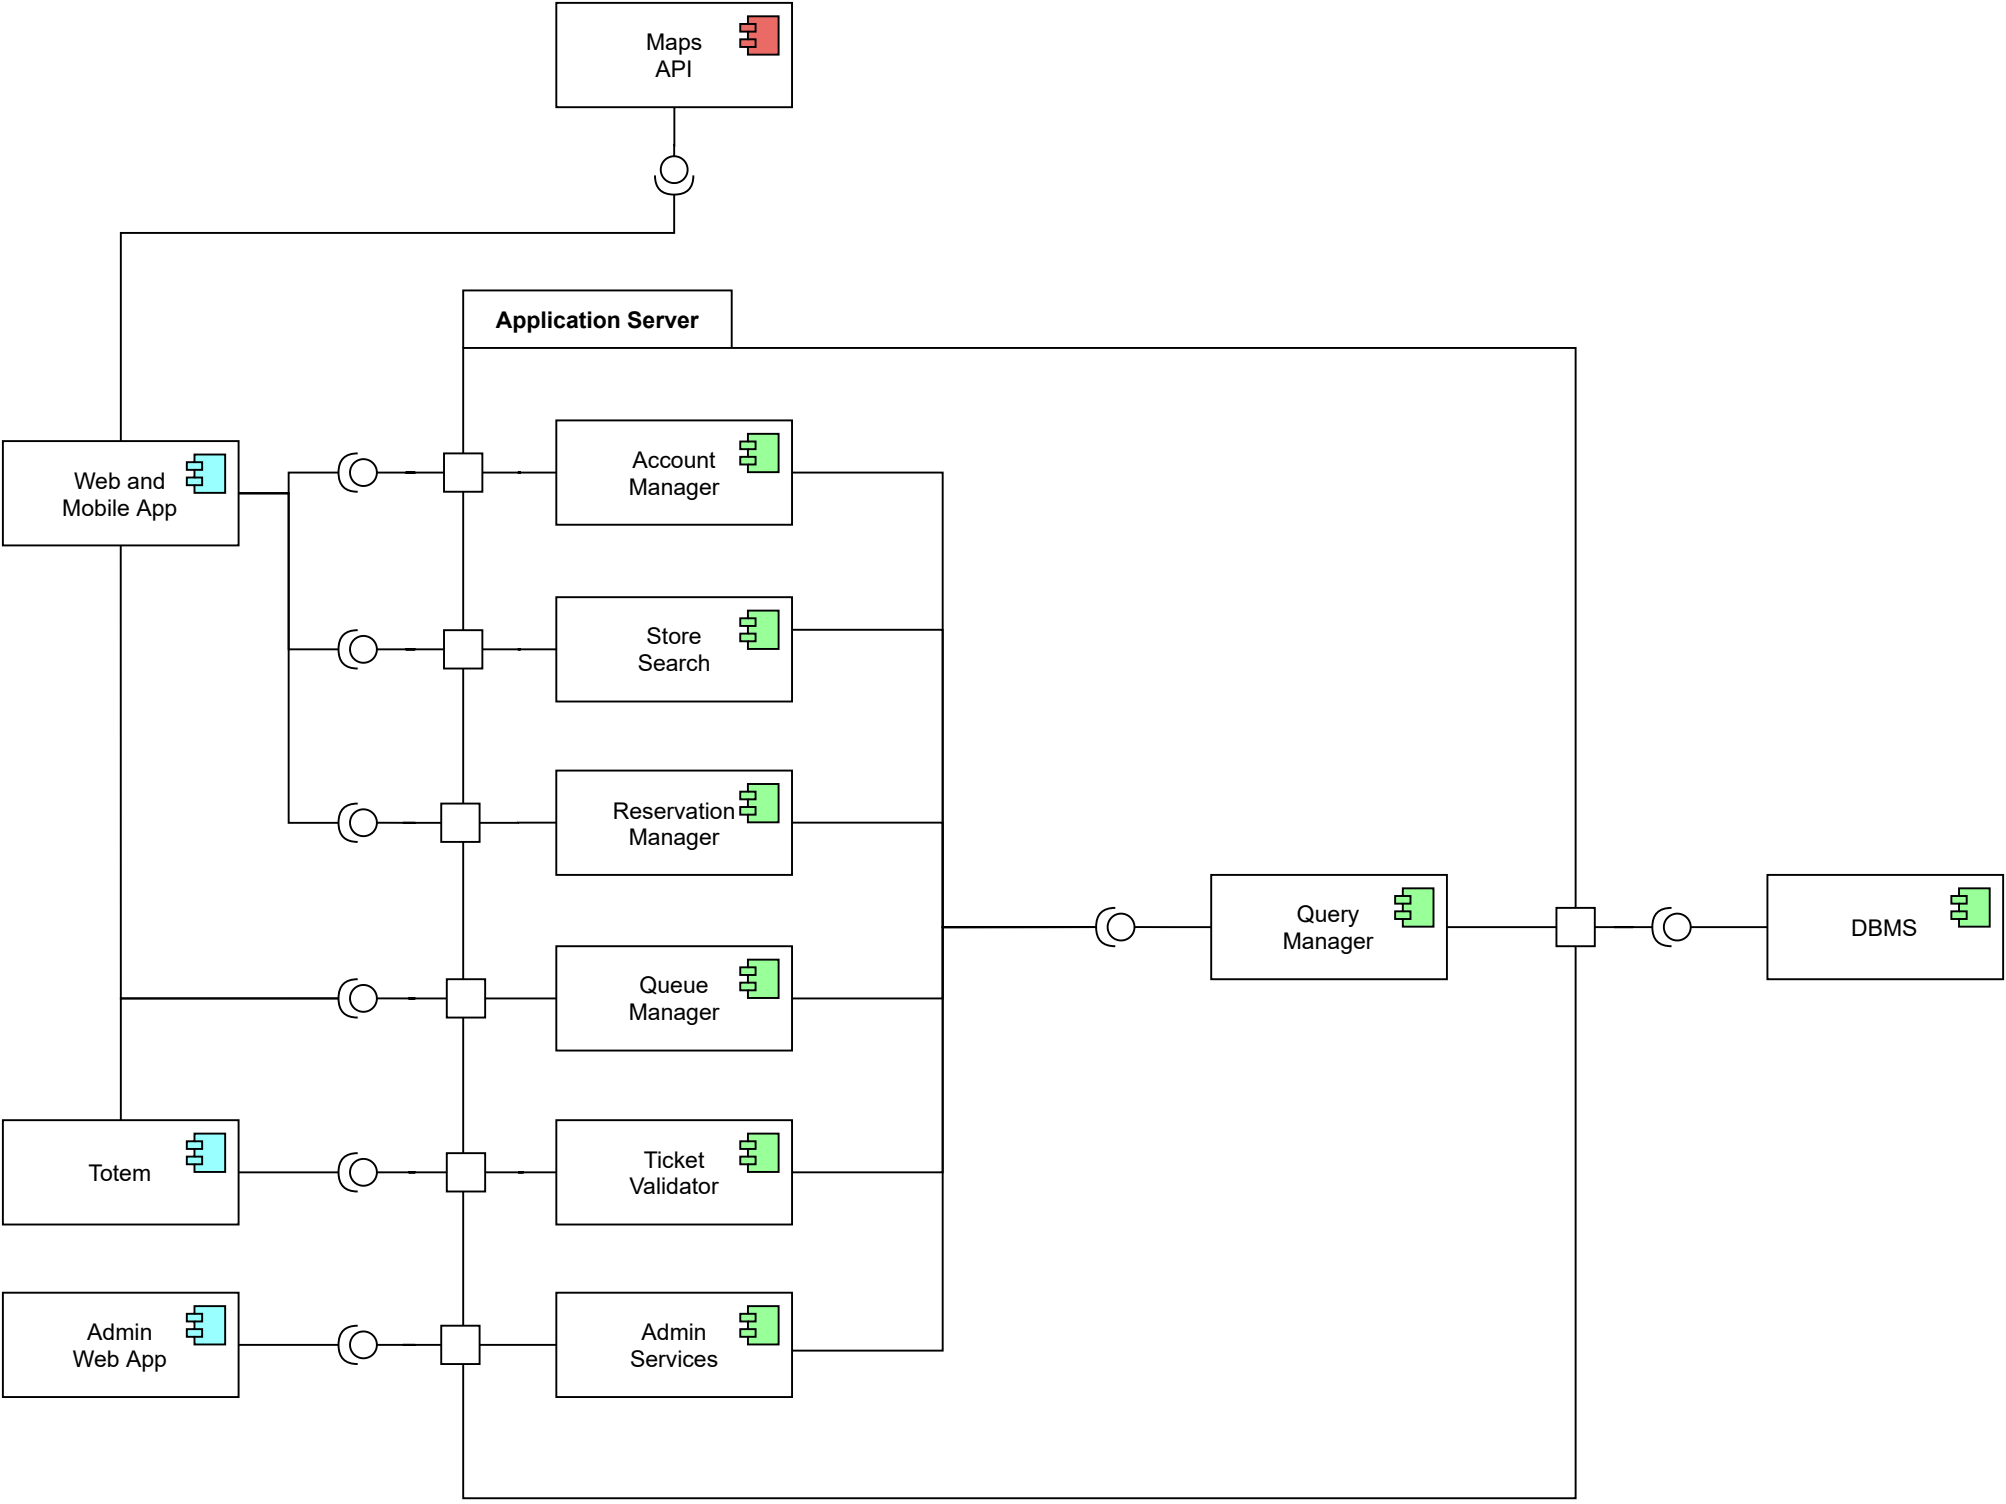 Maps
API
Application Server
Web and
Mobile App
Account
Manager
Store
Search
Reservation
Manager
Query
Manager
DBMS
Queue
Manager
Totem
Ticket
Validator
Admin
Web App
Admin
Services